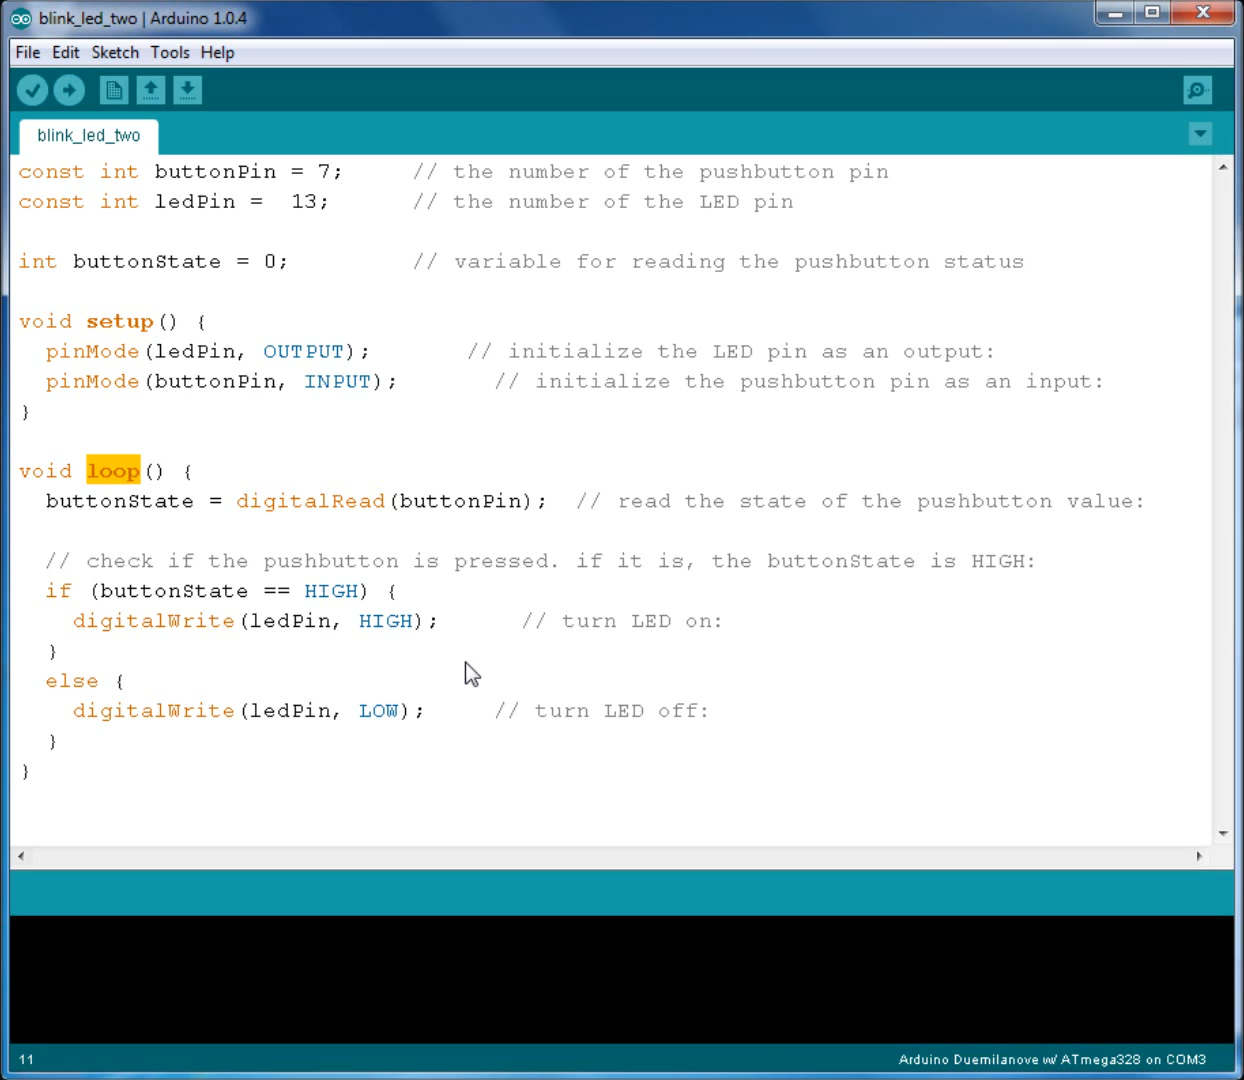 blink_led_two | Arduino 1.0.4
File Edit Sketch Tools Help
blink_led_two
const int buttonPin = 7; // the number of the pushbutton pin
const int ledPin = 13; // the number of the LED pin
int buttonState = 0; // variable for reading the pushbutton status
void setup() {
pinMode(ledPin, OUTPUT); // initialize the LED pin as an output:
pinMode(buttonPin, INPUT); // initialize the pushbutton pin as an input:
}
void loop() {
buttonState = digitalRead(buttonPin); // read the state of the pushbutton value:
// check if the pushbutton is pressed. if it is, the buttonState is HIGH:
if (buttonState == HIGH) {
digitalWrite(ledPin, HIGH); // turn LED on:
}
else {
digitalWrite(ledPin, LOW); // turn LED off:
}
}
11 Arduino Duemilanove w/ ATmega328 on COM3